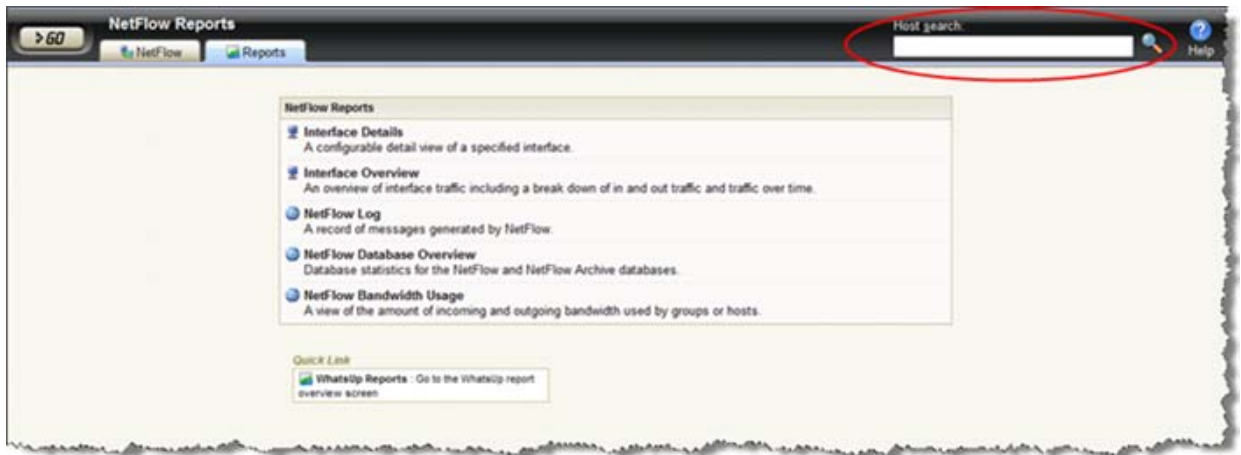 GO
NetFlow Reports
NetFlow
Reports
Host search:
Help
NetFlow Reports
Interface Details
A configurable detail view of a specified interface.
Interface Overview
An overview of interface traffic including a break down of in and out traffic and traffic over time.
NetFlow Log
A record of messages generated by NetFlow.
NetFlow Database Overview
Database statistics for the NetFlow and NetFlow Archive databases.
NetFlow Bandwidth Usage
A view of the amount of incoming and outgoing bandwidth used by groups or hosts.
Quick Link
WhatsUp Reports : Go to the WhatsUp report
overview screen